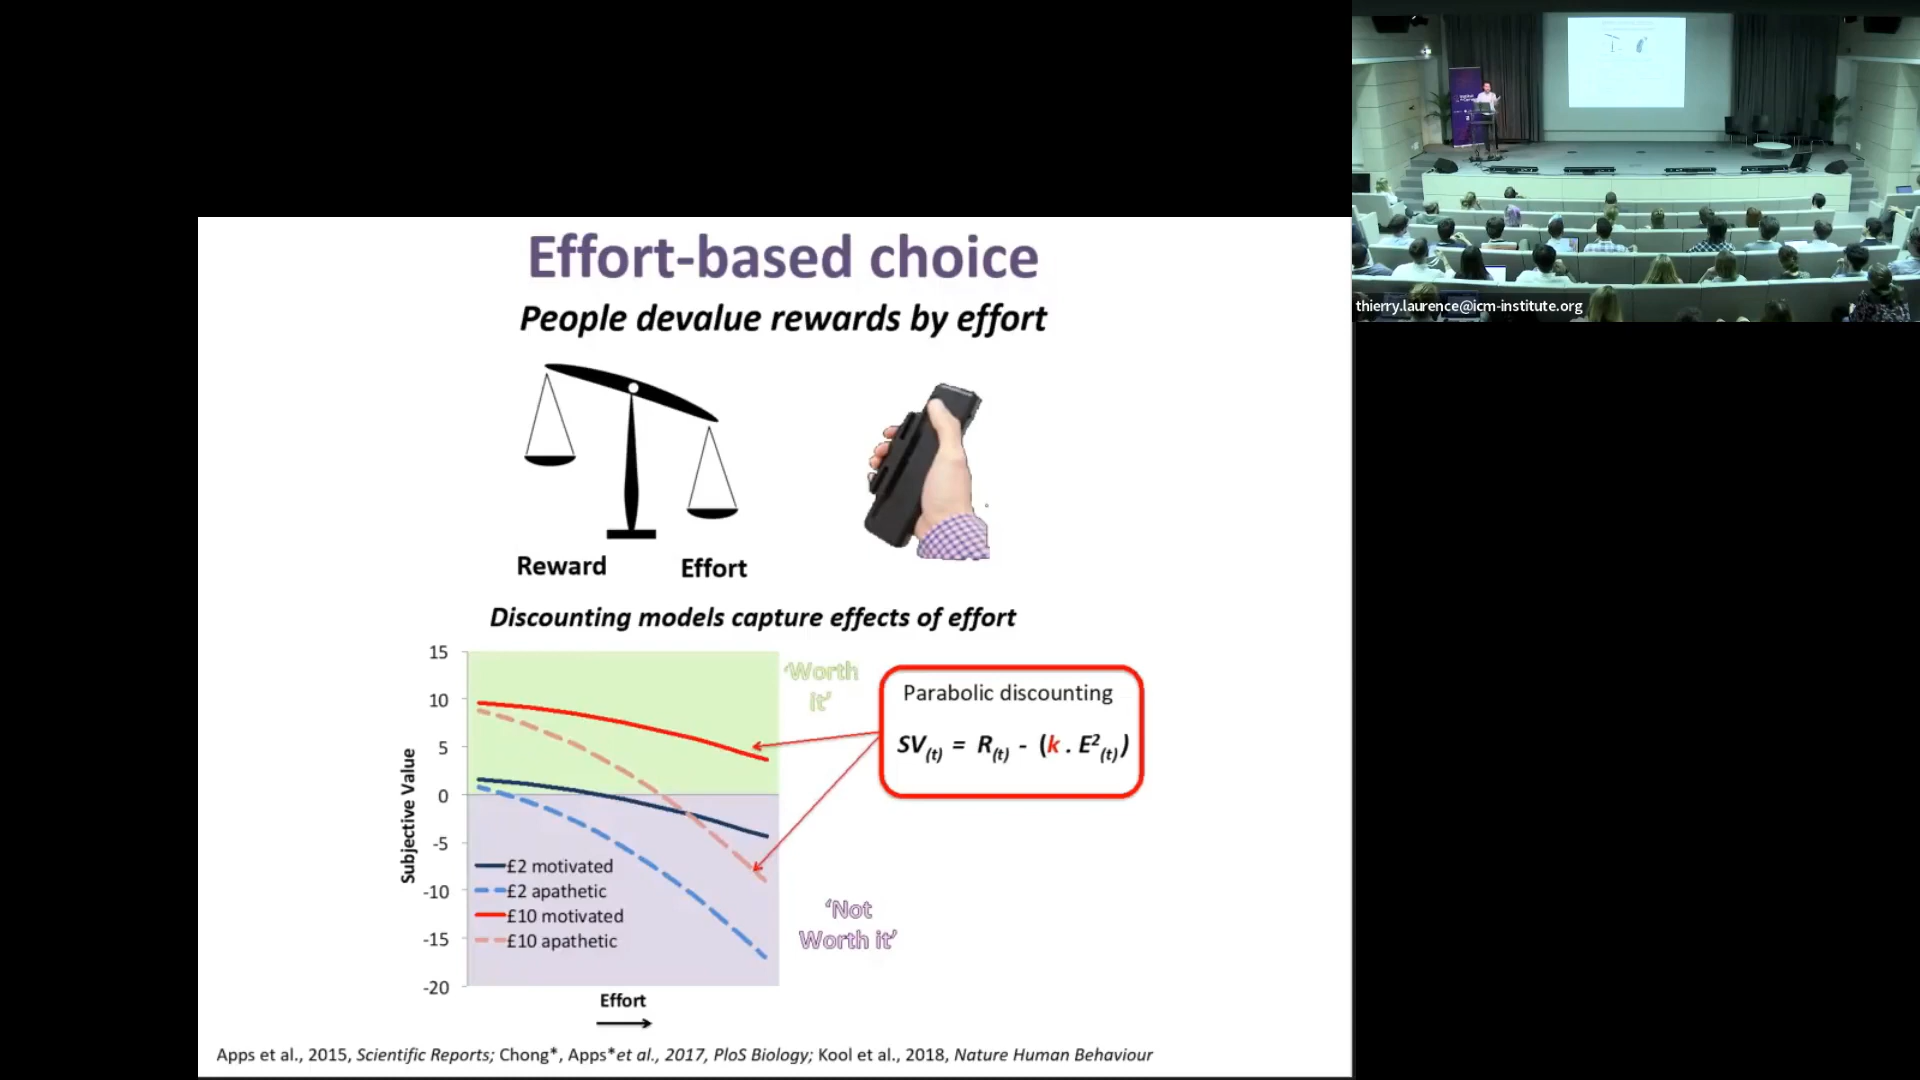 Effort-based choice
People devalue rewards by effort
Reward
Effort
Discounting models capture effects of effort
15
10
5
0
-5
-10
-15
-20
Subjective Value
£2 motivated
£2 apathetic
£10 motivated
£10 apathetic
Effort
'Worth
it'
'Not
Worth it'
Parabolic discounting
SV(t) = R(t) - (k . E²(t))
Apps et al., 2015, Scientific Reports; Chong*, Apps*et al., 2017, PloS Biology; Kool et al., 2018, Nature Human Behaviour
thierry.laurence@icm-institute.org